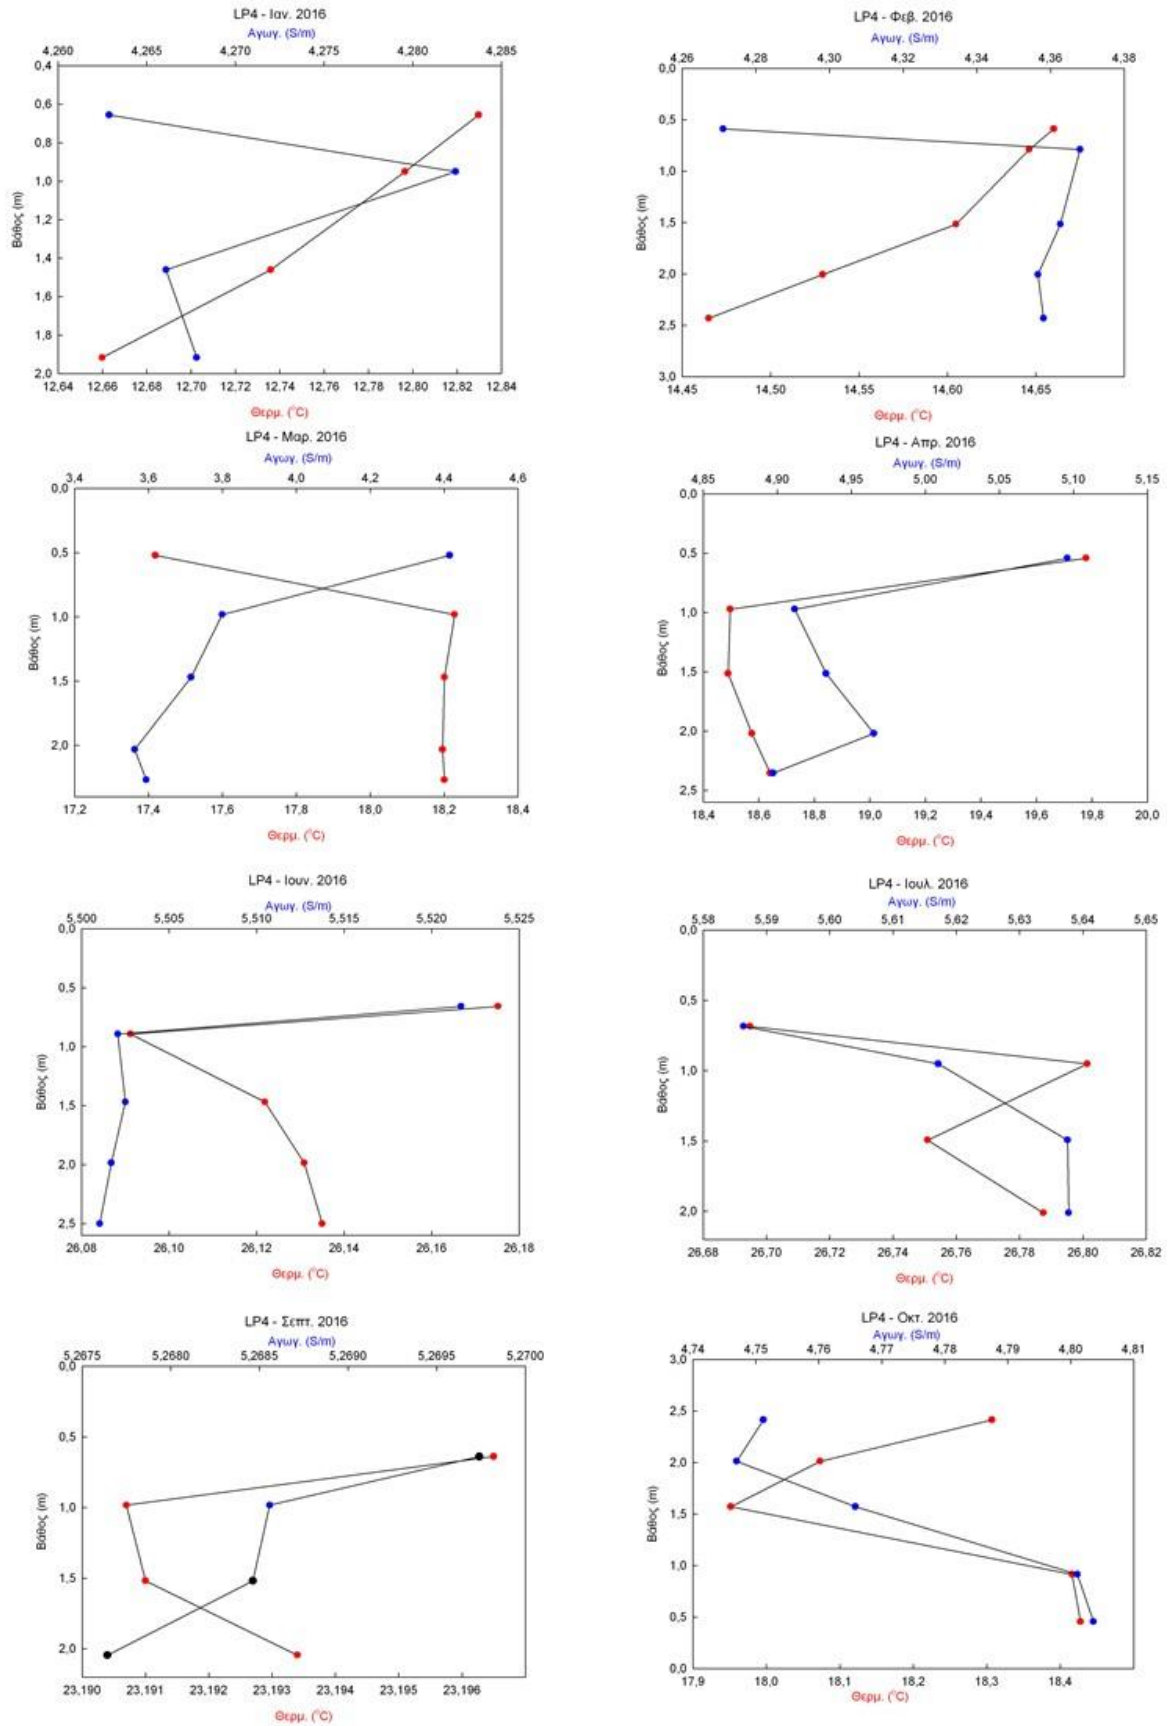 LP4 - Ιαν. 2016
Αγωγ. (S/m)
4,260 4,265 4,270 4,275 4,280 4,285
0,4
0,6
0,8
1,0
1,2
1,4
1,6
1,8
2,0
Βάθος (m)
12,64 12,66 12,68 12,70 12,72 12,74 12,76 12,78 12,80 12,82 12,84
Θερμ. (°C)
LP4 - Φεβ. 2016
Αγωγ. (S/m)
4,26 4,28 4,30 4,32 4,34 4,36 4,38
0,0
0,5
1,0
1,5
2,0
2,5
3,0
Βάθος (m)
14,45 14,50 14,55 14,60 14,65
Θερμ. (°C)
LP4 - Μαρ. 2016
Αγωγ. (S/m)
3,4 3,6 3,8 4,0 4,2 4,4 4,6
0,0
0,5
1,0
1,5
2,0
Βάθος (m)
17,2 17,4 17,6 17,8 18,0 18,2 18,4
Θερμ. (°C)
LP4 - Απρ. 2016
Αγωγ. (S/m)
4,85 4,90 4,95 5,00 5,05 5,10 5,15
0,0
0,5
1,0
1,5
2,0
2,5
Βάθος (m)
18,4 18,6 18,8 19,0 19,2 19,4 19,6 19,8 20,0
Θερμ. (°C)
LP4 - Ιουν. 2016
Αγωγ. (S/m)
5,500 5,505 5,510 5,515 5,520 5,525
0,0
0,5
1,0
1,5
2,0
2,5
Βάθος (m)
26,08 26,10 26,12 26,14 26,16 26,18
Θερμ. (°C)
LP4 - Ιουλ. 2016
Αγωγ. (S/m)
5,58 5,59 5,60 5,61 5,62 5,63 5,64 5,65
0,0
0,5
1,0
1,5
2,0
Βάθος (m)
26,68 26,70 26,72 26,74 26,76 26,78 26,80 26,82
Θερμ. (°C)
LP4 - Σεπτ. 2016
Αγωγ. (S/m)
5,2675 5,2680 5,2685 5,2690 5,2695 5,2700
0,0
0,5
1,0
1,5
2,0
Βάθος (m)
23,190 23,191 23,192 23,193 23,194 23,195 23,196
Θερμ. (°C)
LP4 - Οκτ. 2016
Αγωγ. (S/m)
4,74 4,75 4,76 4,77 4,78 4,79 4,80 4,81
3,0
2,5
2,0
1,5
1,0
0,5
0,0
Βάθος (m)
17,9 18,0 18,1 18,2 18,3 18,4
Θερμ. (°C)